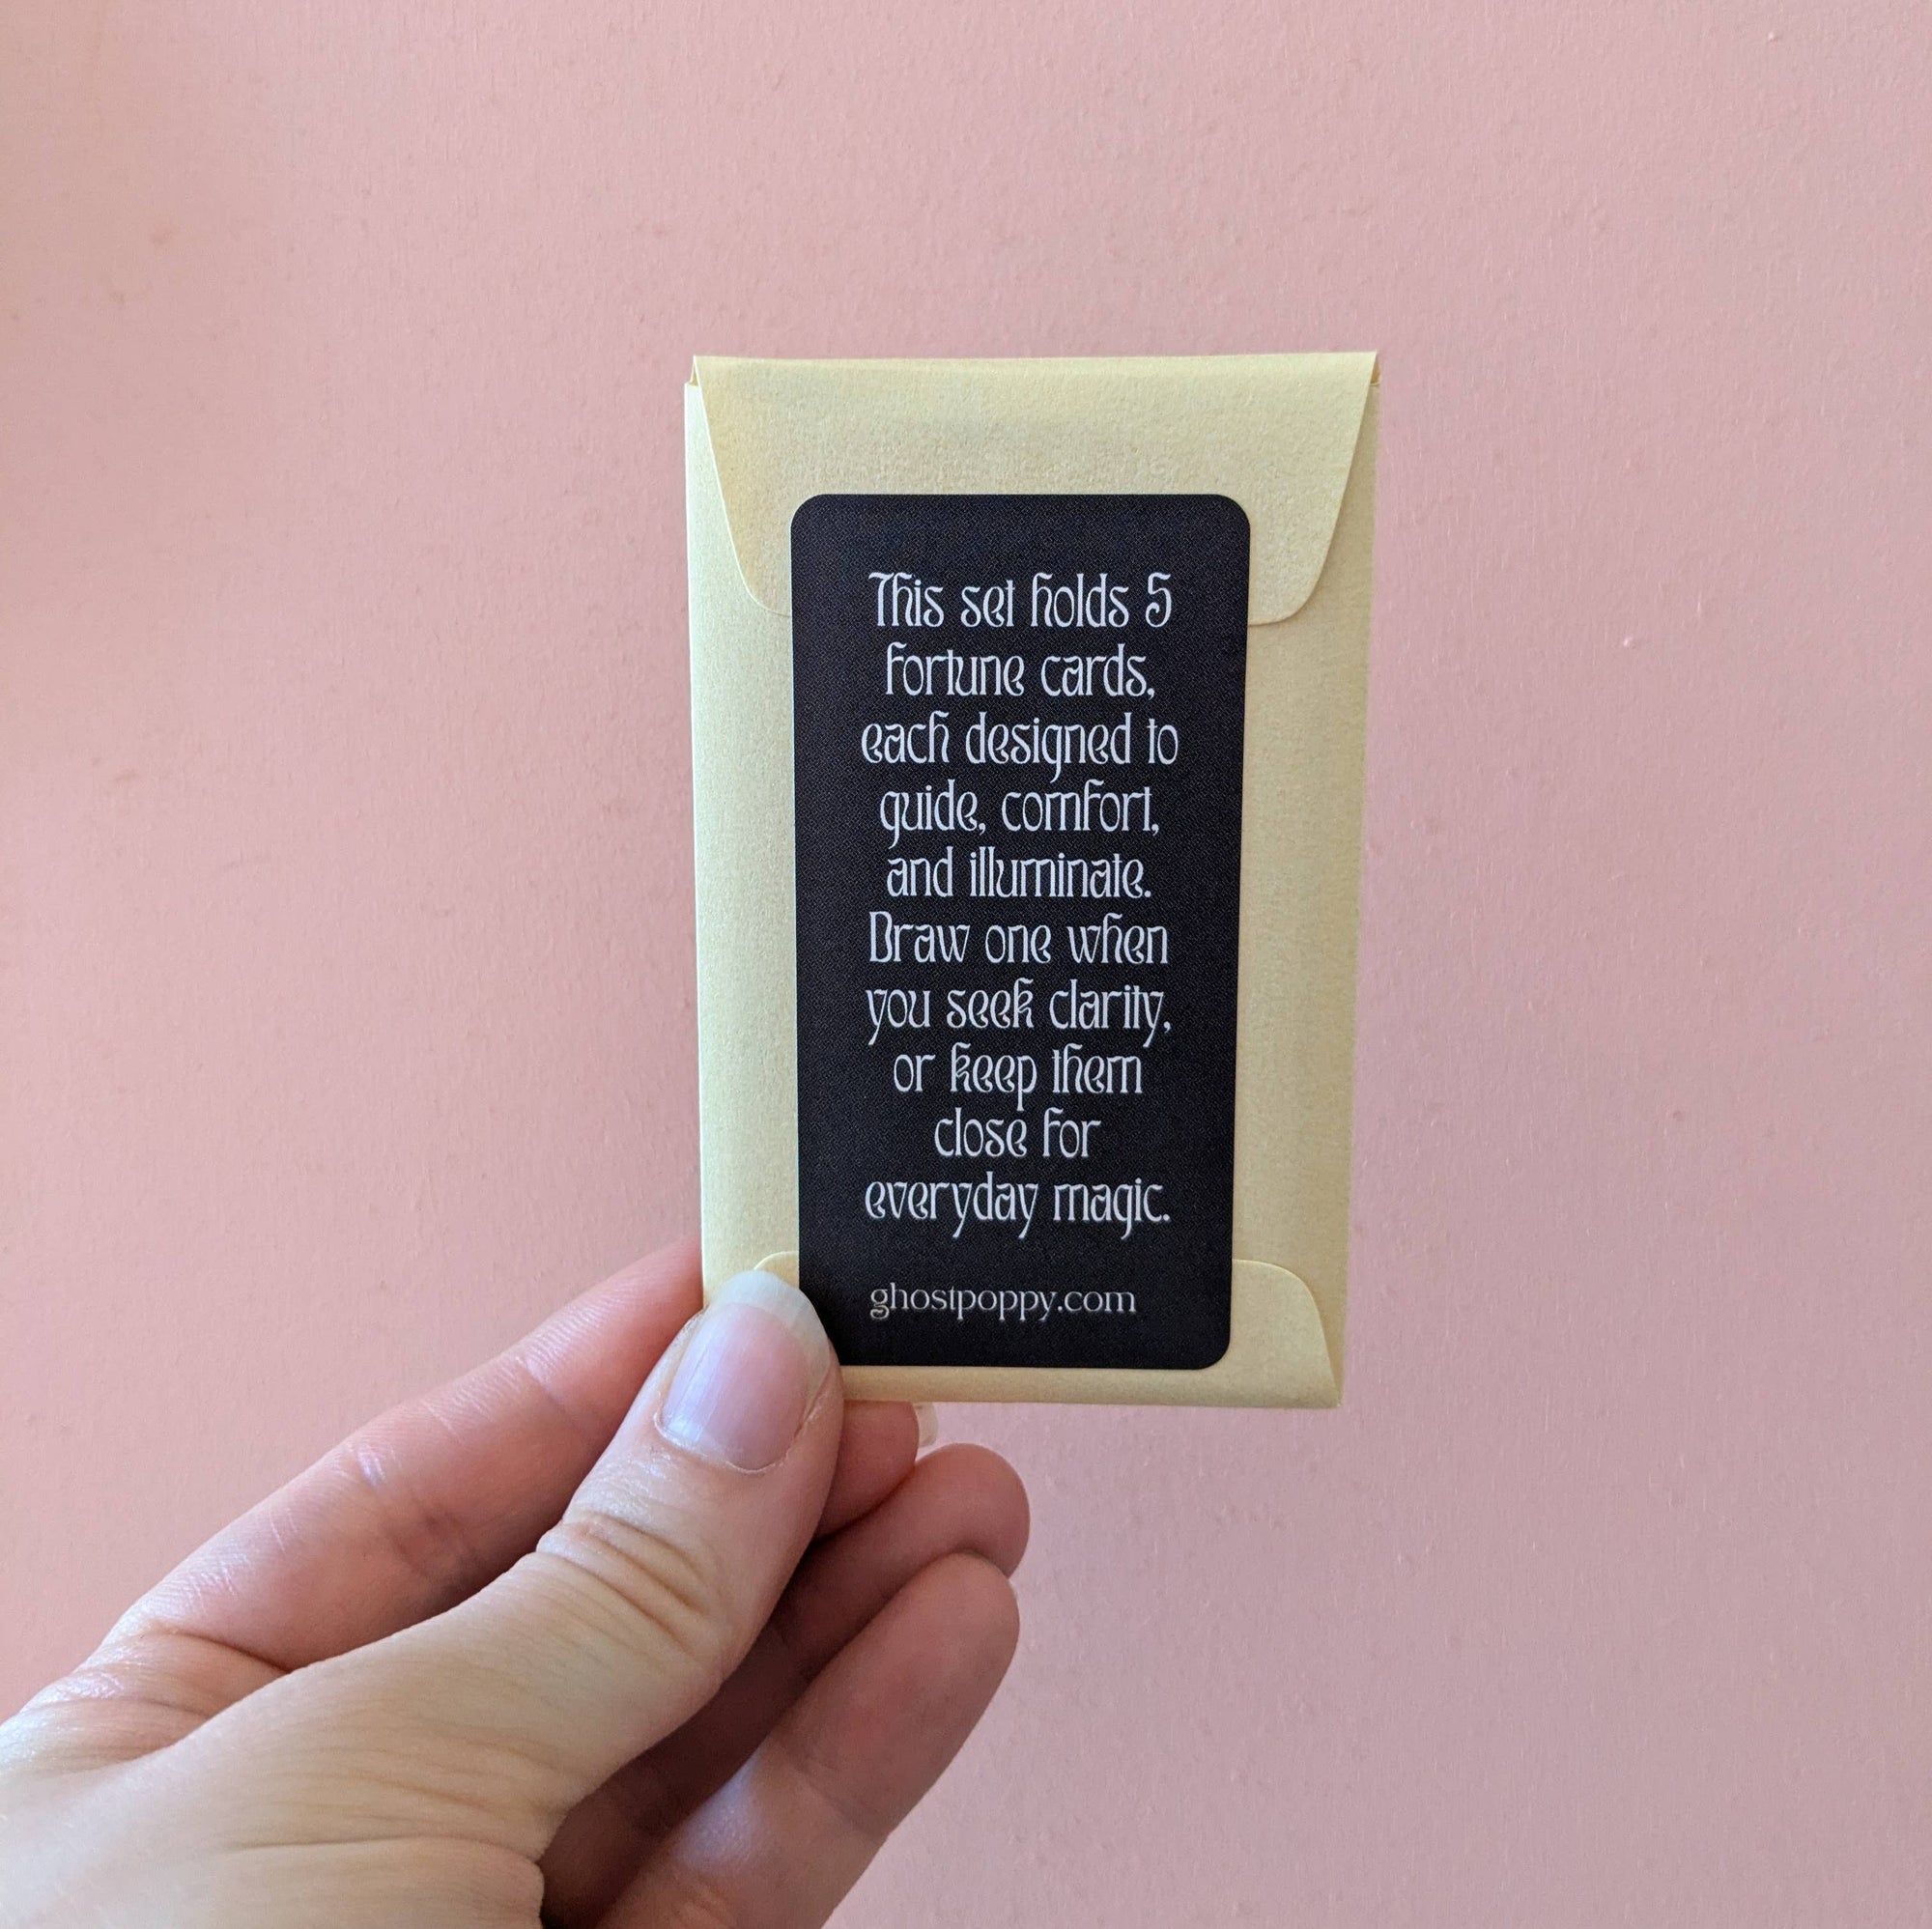 This set holds 5
fortune cards,
each designed to
guide, comfort,
and illuminate.
Draw one when
you seek clarity,
or keep them
close for
everyday magic.
ghostpoppy.com